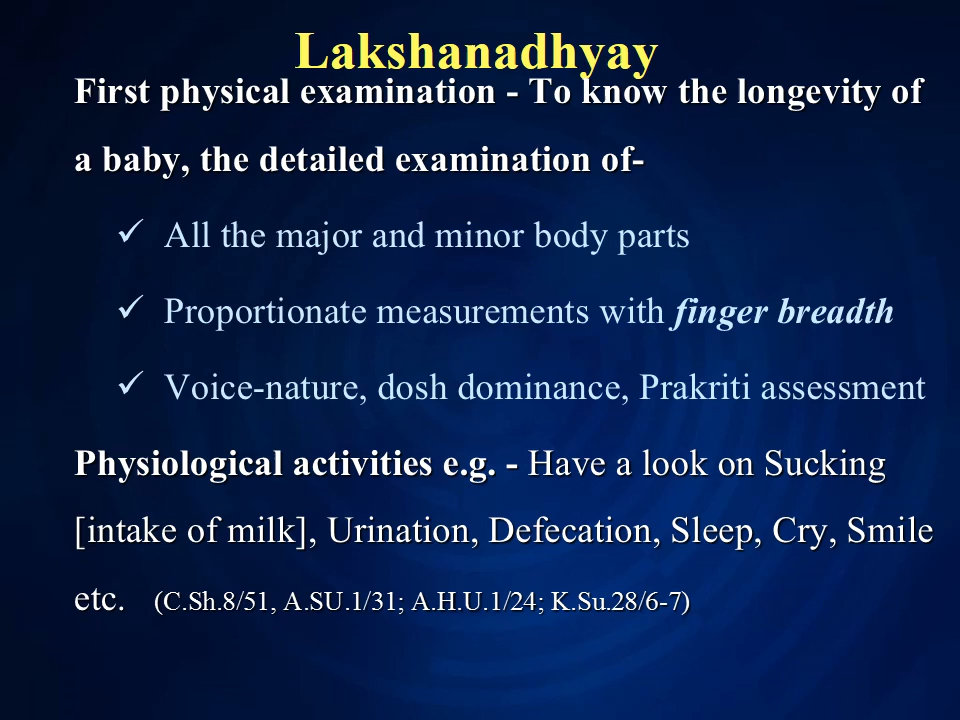 Lakshanadhyay
First physical examination - To know the longevity of
a baby, the detailed examination of-
✓ All the major and minor body parts
✓ Proportionate measurements with finger breadth
✓ Voice-nature, dosh dominance, Prakriti assessment
Physiological activities e.g. - Have a look on Sucking
[intake of milk], Urination, Defecation, Sleep, Cry, Smile
etc. (C.Sh.8/51, A.SU.1/31; A.H.U.1/24; K.Su.28/6-7)